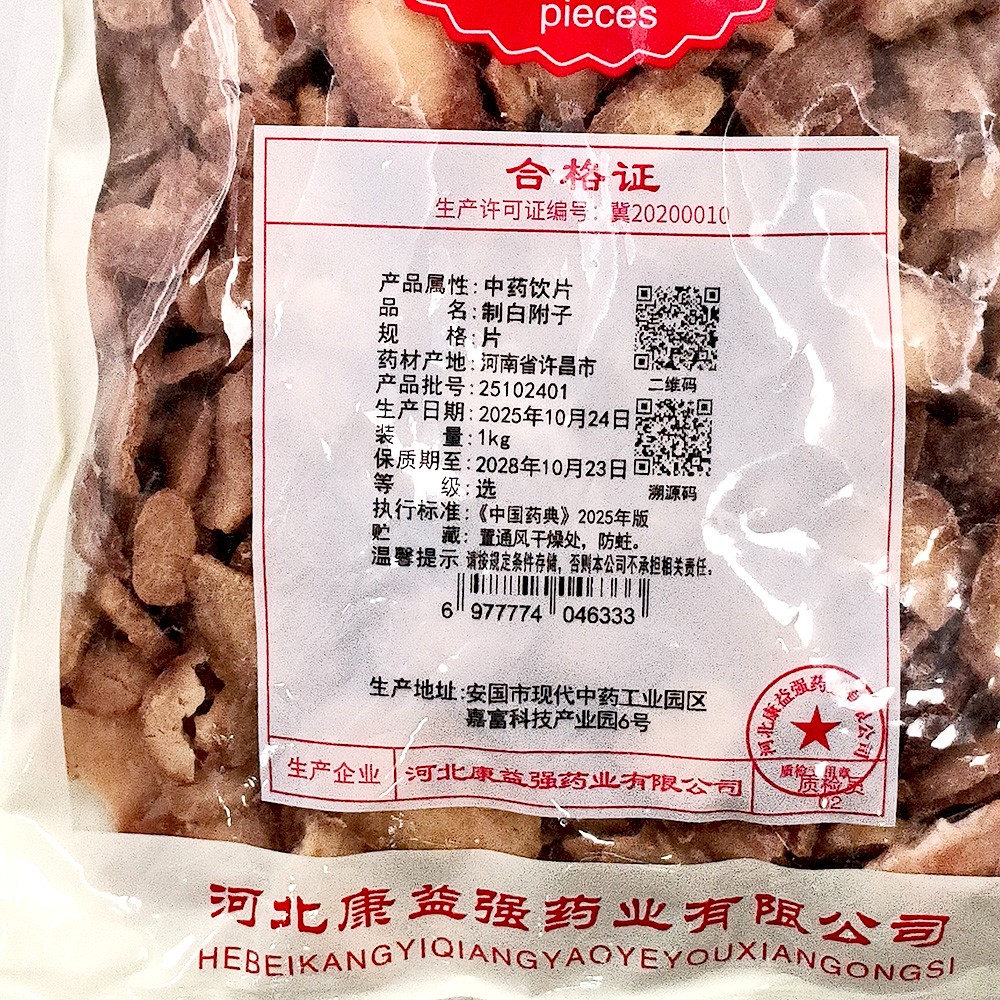 pieces
合格证
生产许可证编号：冀20200010
产品属性：中药饮片
品名：制白附子
规格：片
药材产地：河南省许昌市
产品批号：25102401
生产日期：2025年10月24日
装量：1kg
保质期至：2028年10月23日
等级：选
执行标准：《中国药典》2025年版
贮藏：置通风干燥处，防蛀。
温馨提示 请按规定条件存储，否则本公司不承担相关责任。
二维码
溯源码
6 977774 046333
生产地址：安国市现代中药工业园区
嘉富科技产业园6号
生产企业 河北康益强药业有限公司
质检员
02
河北康益强药业有限公司
HEBEIKANGYIQIANGYAOYEYOUXIANGONGSI